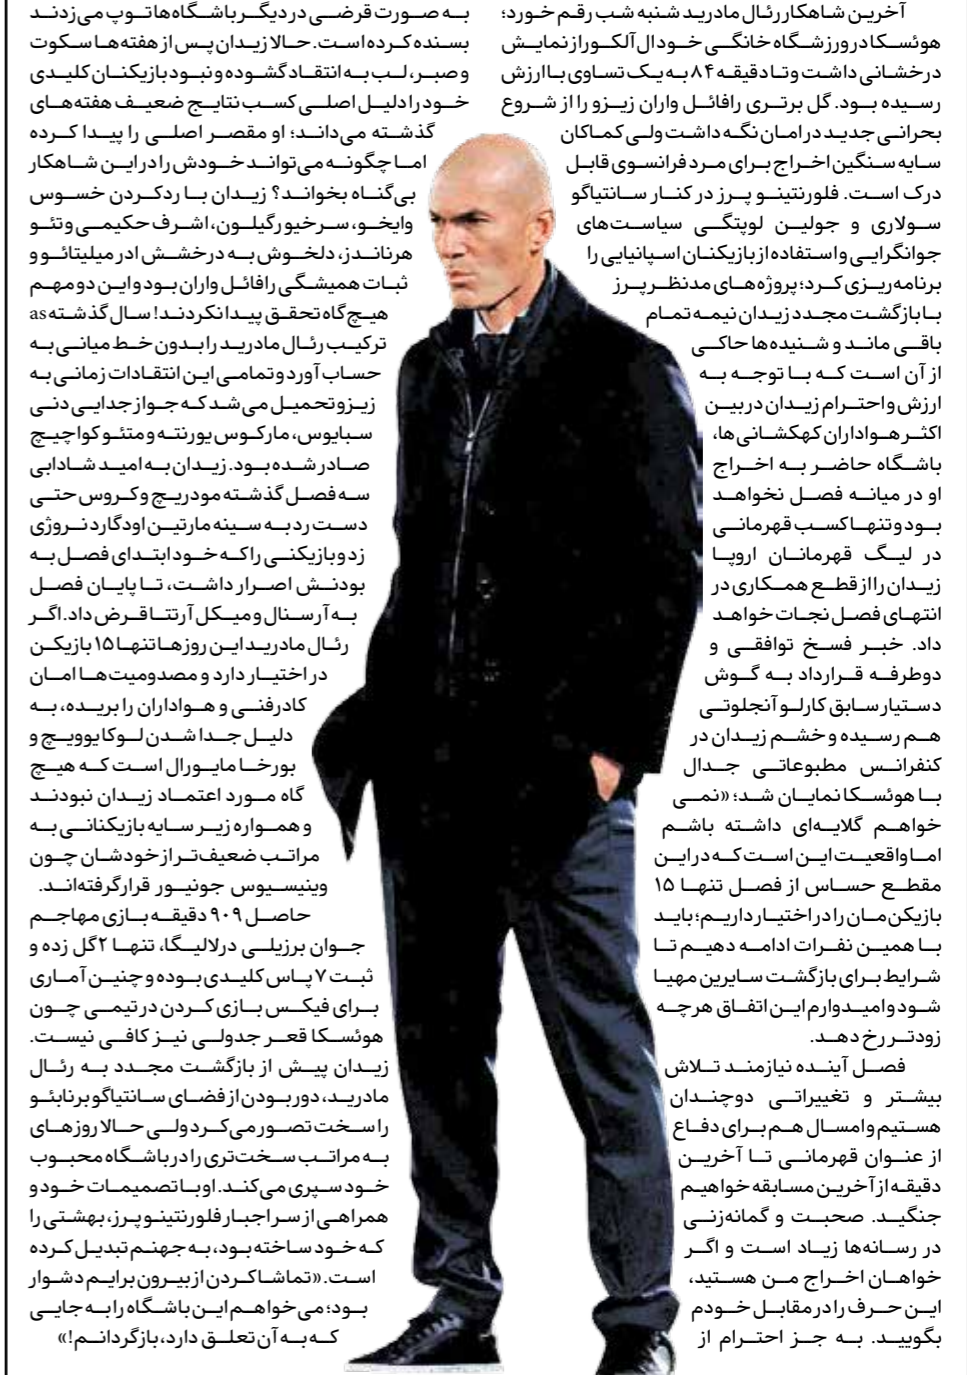 آخرین شاهکار رئال مادرید شنبه شب رقم خورد؛
هوئسکا در ورزشگاه خانگی خود ال آلکوراز نمایش
درخشانی داشت و تا دقیقه ۸۴ به یک تساوی با ارزش
رسیده بود. گل برتری رافائل واران زیزو را از شروع
بحرانی جدید در امان نگه داشت ولی کماکان
سایه سنگین اخراج برای مرد فرانسوی قابل
درک است. فلورنتینو پرز در کنار سانتیاگو
سولاری و جولین لوپتگی سیاست‌های
جوانگرایی و استفاده از بازیکنان اسپانیایی را
برنامه‌ریزی کرد؛ پروژه‌های مدنظر پرز
با بازگشت مجدد زیدان نیمه تمام
باقی ماند و شنیده‌ها حاکی
از آن است که با توجه به
ارزش و احترام زیدان در بین
اکثر هواداران کهکشانی‌ها،
باشگاه حاضر به اخراج
او در میانه فصل نخواهد
بود و تنها کسب قهرمانی
در لیگ قهرمانان اروپا
زیدان را از قطع همکاری در
انتهای فصل نجات خواهد
داد. خبر فسخ توافقی و
دوطرفه قرارداد به گوش
دستیار سابق کارلو آنجلوتی
هم رسیده و خشم زیدان در
کنفرانس مطبوعاتی جدال
با هوئسکا نمایان شد؛ «نمی
خواهم گلایه‌ای داشته باشم
اما واقعیت این است که در این
مقطع حساس از فصل تنها ۱۵
بازیکن‌مان را در اختیار داریم؛ باید
با همین نفرات ادامه دهیم تا
شرایط برای بازگشت سایرین مهیا
شود و امیدوارم این اتفاق هرچه
زودتر رخ دهد.
فصل آینده نیازمند تلاش
بیشتر و تغییراتی دوچندان
هستیم و امسال هم برای دفاع
از عنوان قهرمانی تا آخرین
دقیقه از آخرین مسابقه خواهیم
جنگید. صحبت و گمانه‌زنی
در رسانه‌ها زیاد است و اگر
خواهان اخراج من هستید،
این حرف را در مقابل خودم
بگویید. به جز احترام از
به صورت قرضی در دیگر باشگاه‌ها توپ می‌زدند
بسنده کرده است. حالا زیدان پس از هفته‌ها سکوت
و صبر، لب به انتقاد گشوده و نبود بازیکنان کلیدی
خود را دلیل اصلی کسب نتایج ضعیف هفته‌های
گذشته می‌داند؛ او مقصر اصلی را پیدا کرده
اما چگونه می‌تواند خودش را در این شاهکار
بی‌گناه بخواند؟ زیدان با رد کردن خسوس
وایخو، سرخیو رگیلون، اشرف حکیمی و تئو
هرناندز، دلخوش به درخشش ادر میلیتائو و
ثبات همیشگی رافائل واران بود و این دو مهم
هیچ‌گاه تحقق پیدا نکردند! سال گذشته as
ترکیب رئال مادرید را بدون خط میانی به
حساب آورد و تمامی این انتقادات زمانی به
زیزو تحمیل می‌شد که جواز جدایی دنی
سبایوس، مارکوس یورنته و متئو کواچیچ
صادر شده بود. زیدان به امید شادابی
سه فصل گذشته مودریچ و کروس حتی
دست رد به سینه مارتین اودگارد نروژی
زد و بازیکنی را که خود ابتدای فصل به
بودنش اصرار داشت، تا پایان فصل
به آرسنال و میکل آرتتا قرض داد. اگر
رئال مادرید این روزها تنها ۱۵ بازیکن
در اختیار دارد و مصدومیت‌ها امان
کادر فنی و هواداران را بریده، به
دلیل جدا شدن لوکا یوویچ و
بورخا مایورال است که هیچ
گاه مورد اعتماد زیدان نبودند
و همواره زیر سایه بازیکنانی به
مراتب ضعیف‌تر از خودشان چون
وینیسیوس جونیور قرار گرفته‌اند.
حاصل ۹۰۹ دقیقه بازی مهاجم
جوان برزیلی در لالیگا، تنها ۲ گل زده و
ثبت ۷ پاس کلیدی بوده و چنین آماری
برای فیکس بازی کردن در تیمی چون
هوئسکا قعر جدولی نیز کافی نیست.
زیدان پیش از بازگشت مجدد به رئال
مادرید، دور بودن از فضای سانتیاگو برنابئو
را سخت تصور می‌کرد ولی حالا روزهای
به مراتب سخت‌تری را در باشگاه محبوب
خود سپری می‌کند. او با تصمیمات خود و
همراهی از سر اجبار فلورنتینو پرز، بهشتی را
که خود ساخته بود، به جهنم تبدیل کرده
است. «تماشا کردن از بیرون برایم دشوار
بود؛ می‌خواهم این باشگاه را به جایی
که به آن تعلق دارد، بازگردانم!»